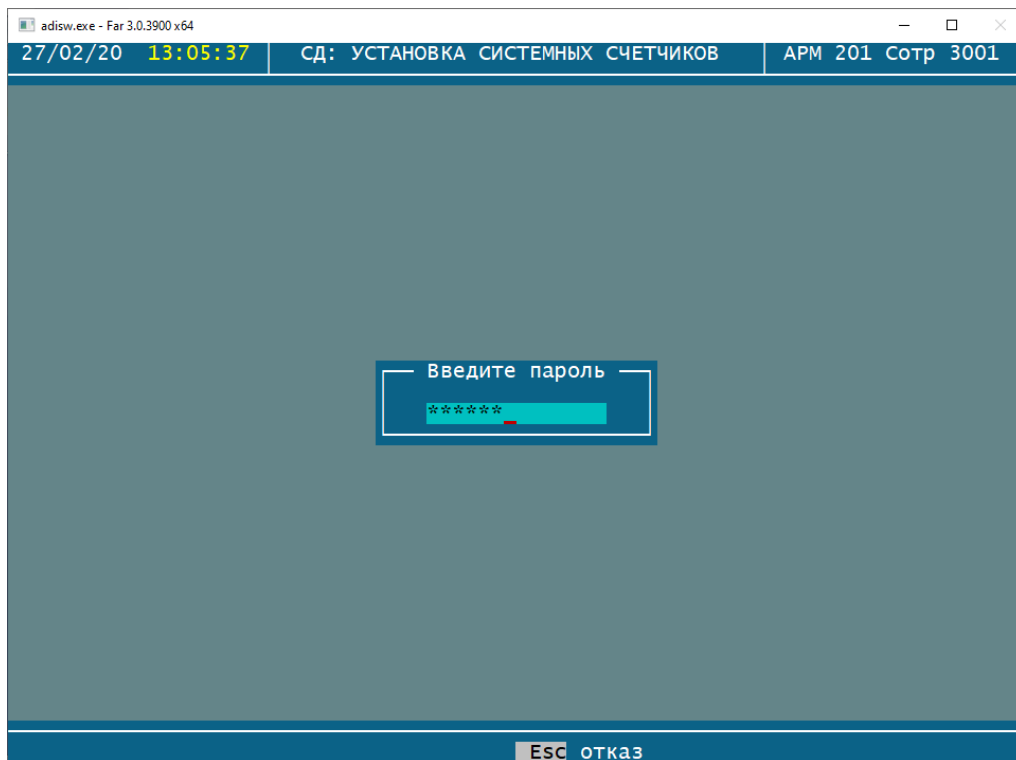 adisw.exe - Far 3.0.3900 x64
27/02/20 13:05:37 СД: УСТАНОВКА СИСТЕМНЫХ СЧЕТЧИКОВ АРМ 201 Сотр 3001
Введите пароль
******
Esc отказ